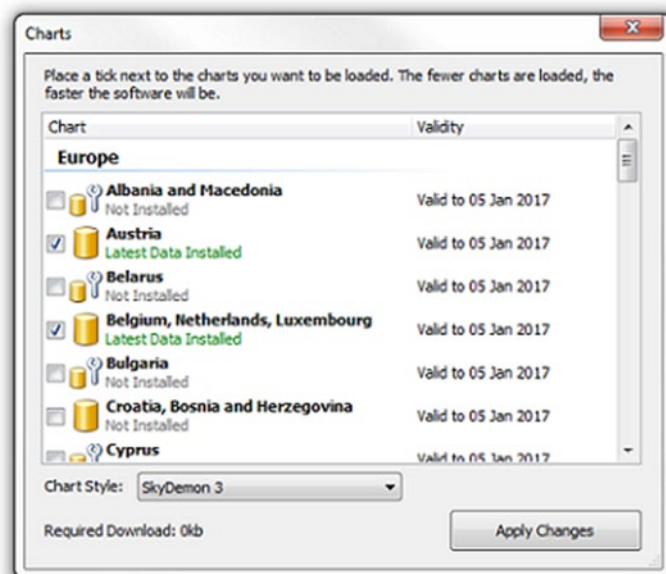 Charts
Place a tick next to the charts you want to be loaded. The fewer charts are loaded, the
faster the software will be.
Chart Validity
Europe
Albania and Macedonia
Not Installed Valid to 05 Jan 2017
Austria
Latest Data Installed Valid to 05 Jan 2017
Belarus
Not Installed Valid to 05 Jan 2017
Belgium, Netherlands, Luxembourg
Latest Data Installed Valid to 05 Jan 2017
Bulgaria
Not Installed Valid to 05 Jan 2017
Croatia, Bosnia and Herzegovina
Not Installed Valid to 05 Jan 2017
Cyprus
Valid to 05 Jan 2017
Chart Style: SkyDemon 3
Required Download: 0kb Apply Changes